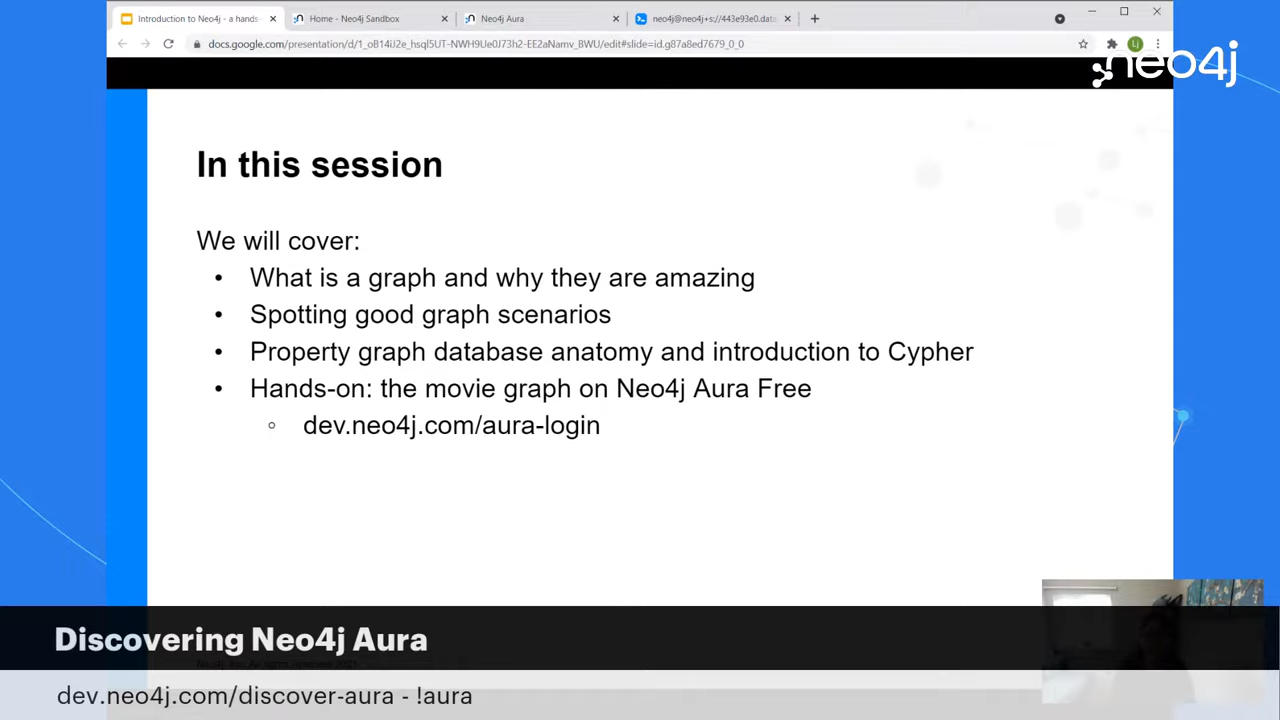 Introduction to Neo4j - a hands-
Home - Neo4j Sandbox
Neo4j Aura
neo4j@neo4j+s://443e93e0.data
docs.google.com/presentation/d/1_oB14iJ2e_hsql5UT-NWH9Ue0J73h2-EE2aNamv_BWU/edit#slide=id.g87a8ed7679_0_0
Lj
neo4j
In this session
We will cover:
• What is a graph and why they are amazing
• Spotting good graph scenarios
• Property graph database anatomy and introduction to Cypher
• Hands-on: the movie graph on Neo4j Aura Free
○ dev.neo4j.com/aura-login
Discovering Neo4j Aura
dev.neo4j.com/discover-aura - !aura